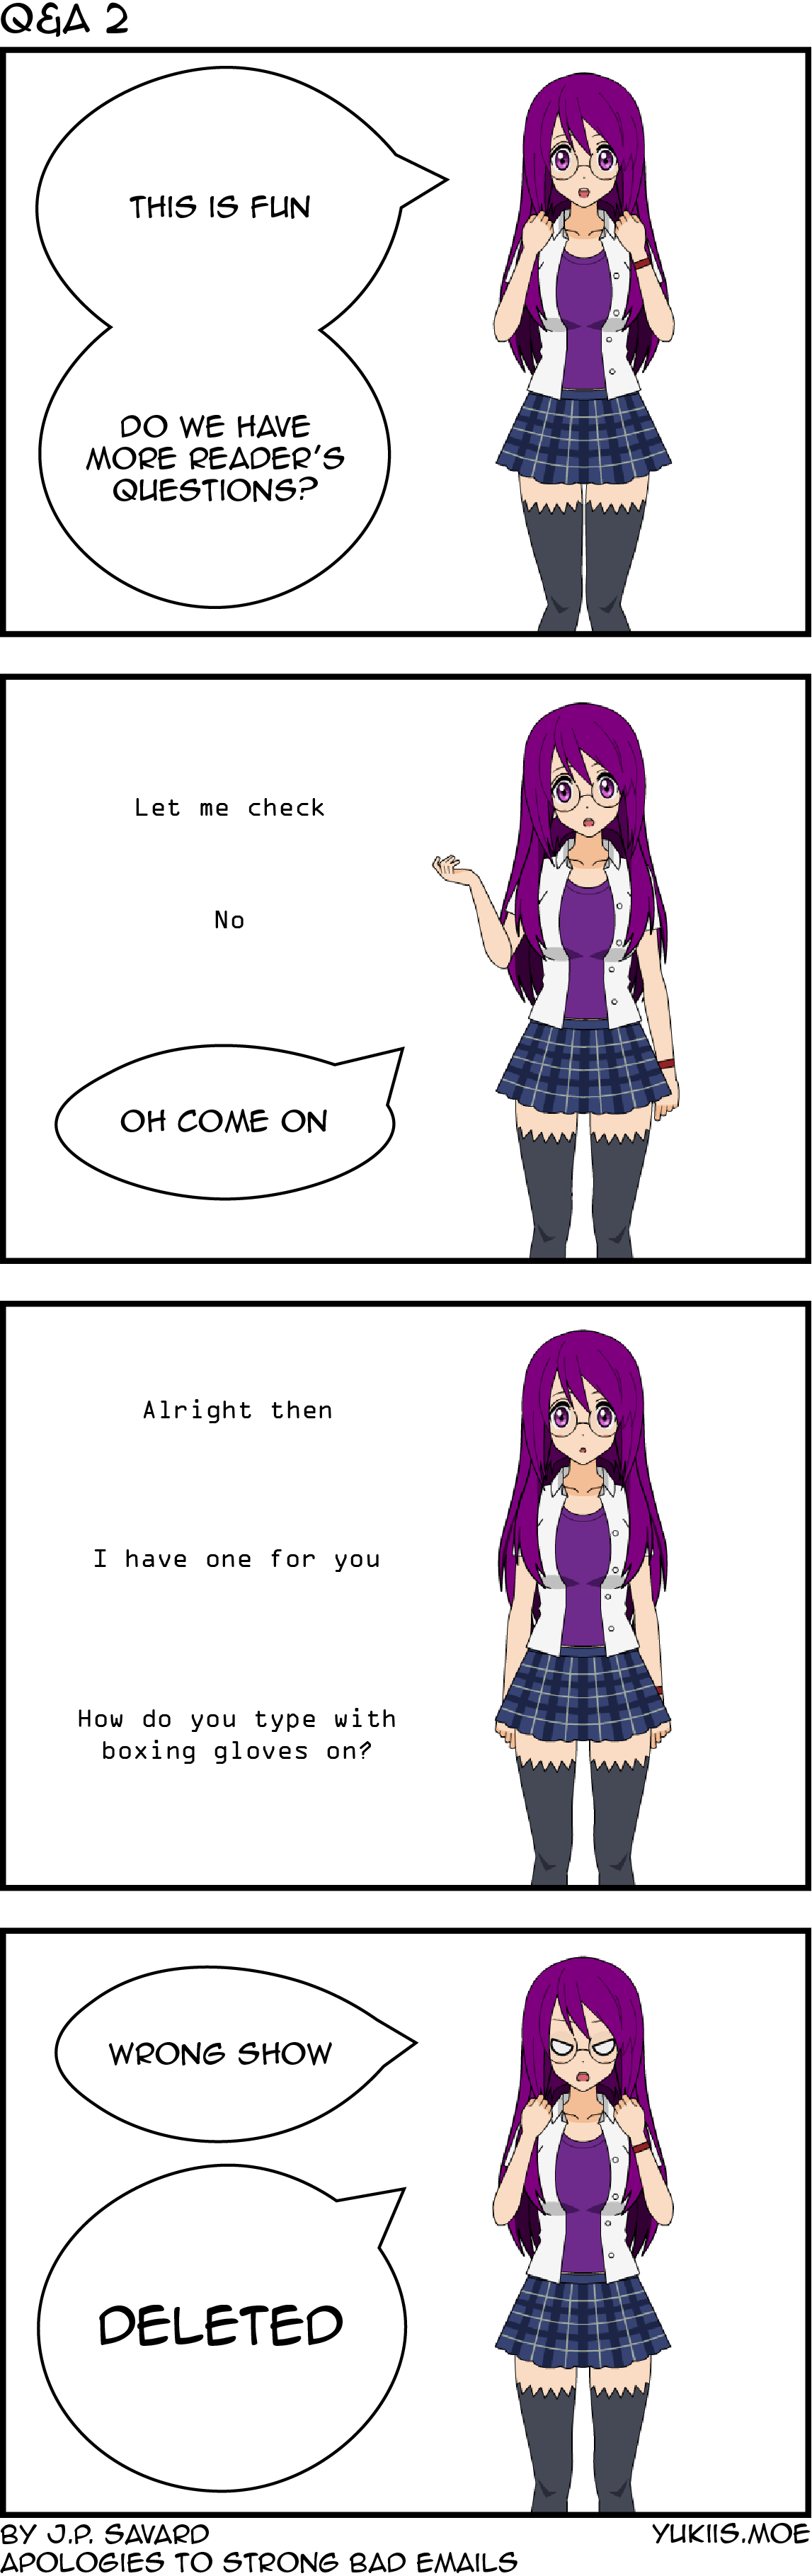 Q&A 2
THIS IS FUN
DO WE HAVE
MORE READER'S
QUESTIONS?
Let me check
No
OH COME ON
Alright then
I have one for you
How do you type with
boxing gloves on?
WRONG SHOW
DELETED
BY J.P. SAVARD
YUKIIS.MOE
APOLOGIES TO STRONG BAD EMAILS